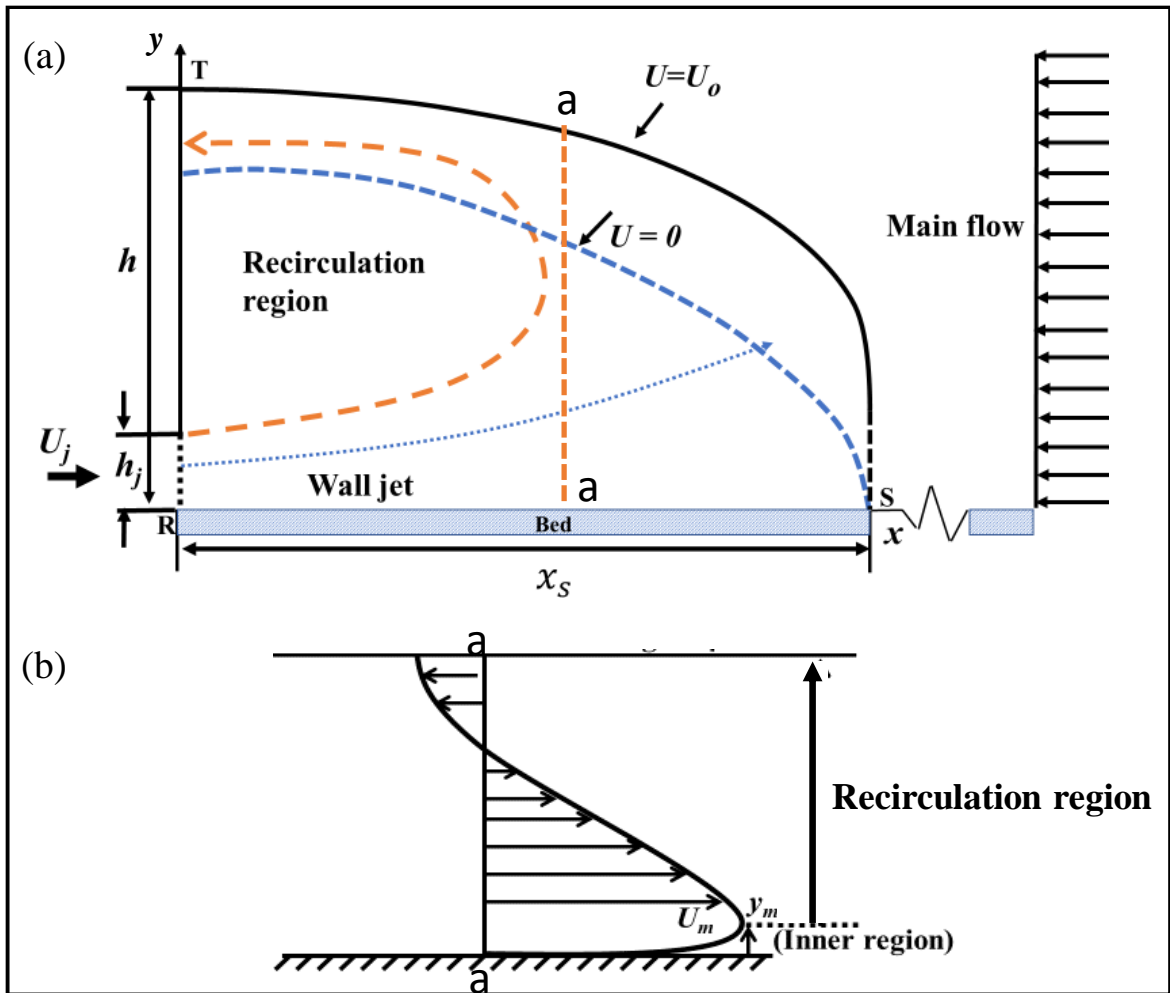 (a)
y
T
U=Uo
a
Main flow
h
U = 0
Recirculation
region
Uj
hj
Wall jet
a
S
R
Bed
x
xS
(b)
a
Recirculation region
Um
ym
(Inner region)
a